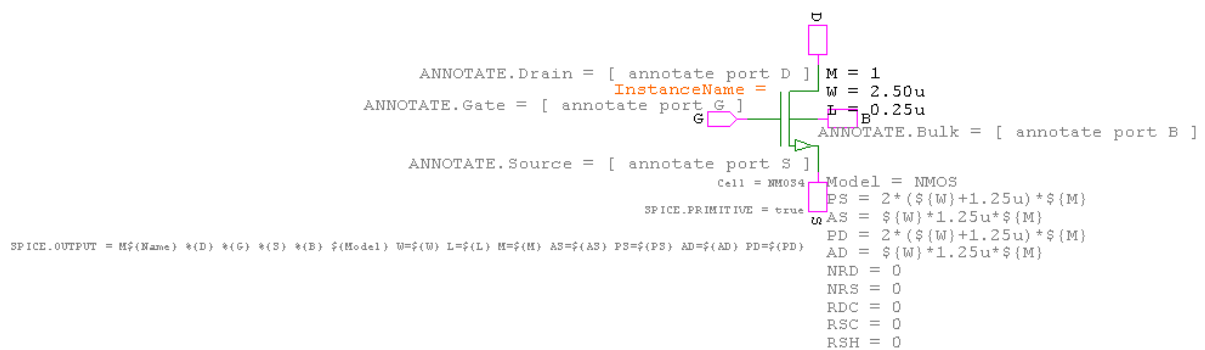 D
ANNOTATE.Drain = [ annotate port D ]
M = 1
InstanceName =
W = 2.50u
ANNOTATE.Gate = [ annotate port G ]
L = 0.25u
G
B
ANNOTATE.Bulk = [ annotate port B ]
ANNOTATE.Source = [ annotate port S ]
Cell = NMOS4
Model = NMOS
PS = 2*(${W}+1.25u)*${M}
SPICE.PRIMITIVE = true
S
AS = ${W}*1.25u*${M}
PD = 2*(${W}+1.25u)*${M}
SPICE.OUTPUT = M${Name} %{D} %{G} %{S} %{B} ${Model} W=${W} L=${L} M=${M} AS=${AS} PS=${PS} AD=${AD} PD=${PD}
AD = ${W}*1.25u*${M}
NRD = 0
NRS = 0
RDC = 0
RSC = 0
RSH = 0